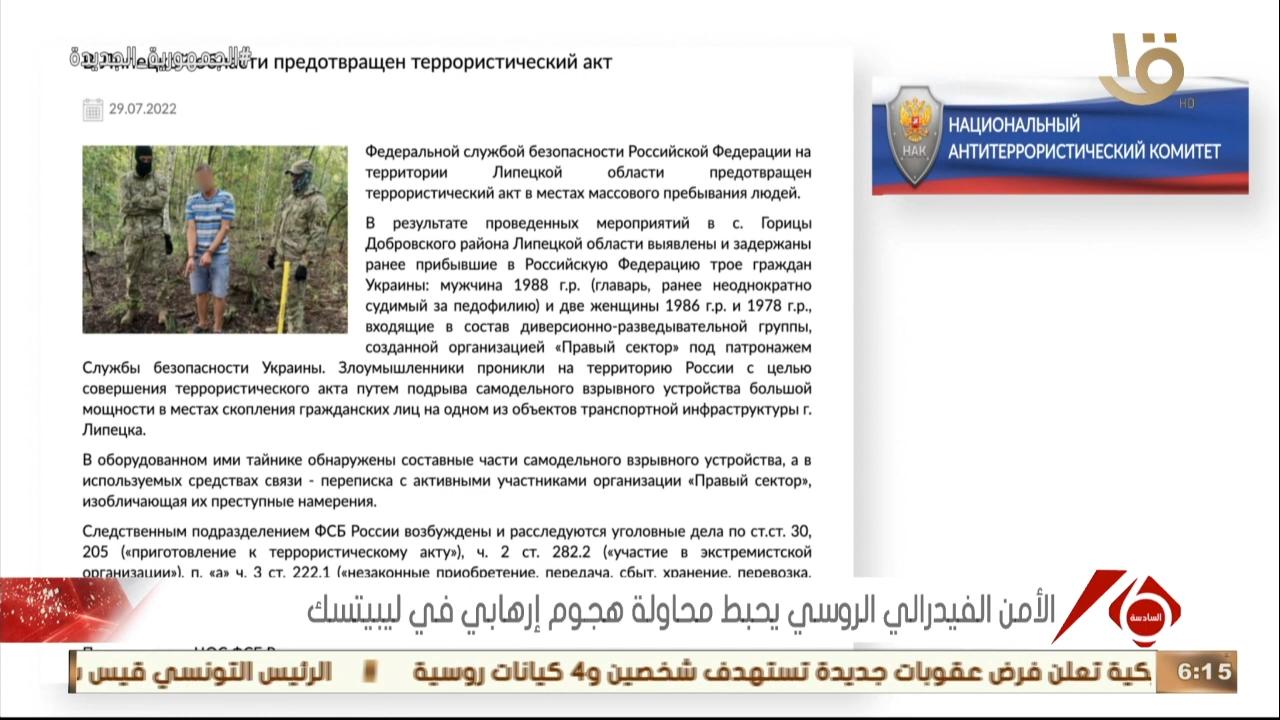 #الجمهورية_الجديدة
области предотвращен террористический акт
29.07.2022
HD
НАЦИОНАЛЬНЫЙ
АНТИТЕРРОРИСТИЧЕСКИЙ КОМИТЕТ
НАК
Федеральной службой безопасности Российской Федерации на
территории Липецкой области предотвращен
террористический акт в местах массового пребывания людей.
В результате проведенных мероприятий в с. Горицы
Добровского района Липецкой области выявлены и задержаны
ранее прибывшие в Российскую Федерацию трое граждан
Украины: мужчина 1988 г.р. (главарь, ранее неоднократно
судимый за педофилию) и две женщины 1986 г.р. и 1978 г.р.,
входящие в состав диверсионно-разведывательной группы,
созданной организацией «Правый сектор» под патронажем
Службы безопасности Украины. Злоумышленники проникли на территорию России с целью
совершения террористического акта путем подрыва самодельного взрывного устройства большой
мощности в местах скопления гражданских лиц на одном из объектов транспортной инфраструктуры г.
Липецка.
В оборудованном ими тайнике обнаружены составные части самодельного взрывного устройства, а в
используемых средствах связи - переписка с активными участниками организации «Правый сектор»,
изобличающая их преступные намерения.
Следственным подразделением ФСБ России возбуждены и расследуются уголовные дела по ст.ст. 30,
205 («приготовление к террористическому акту»), ч. 2 ст. 282.2 («участие в экстремистской
организации»), п. «а» ч. 3 ст. 222.1 («незаконные приобретение, передача, сбыт, хранение, перевозка,
الأمن الفيدرالي الروسي يحبط محاولة هجوم إرهابي في ليبيتسك
السادسة
كية تعلن فرض عقوبات جديدة تستهدف شخصين و4 كيانات روسية الرئيس التونسي قيس
6:15